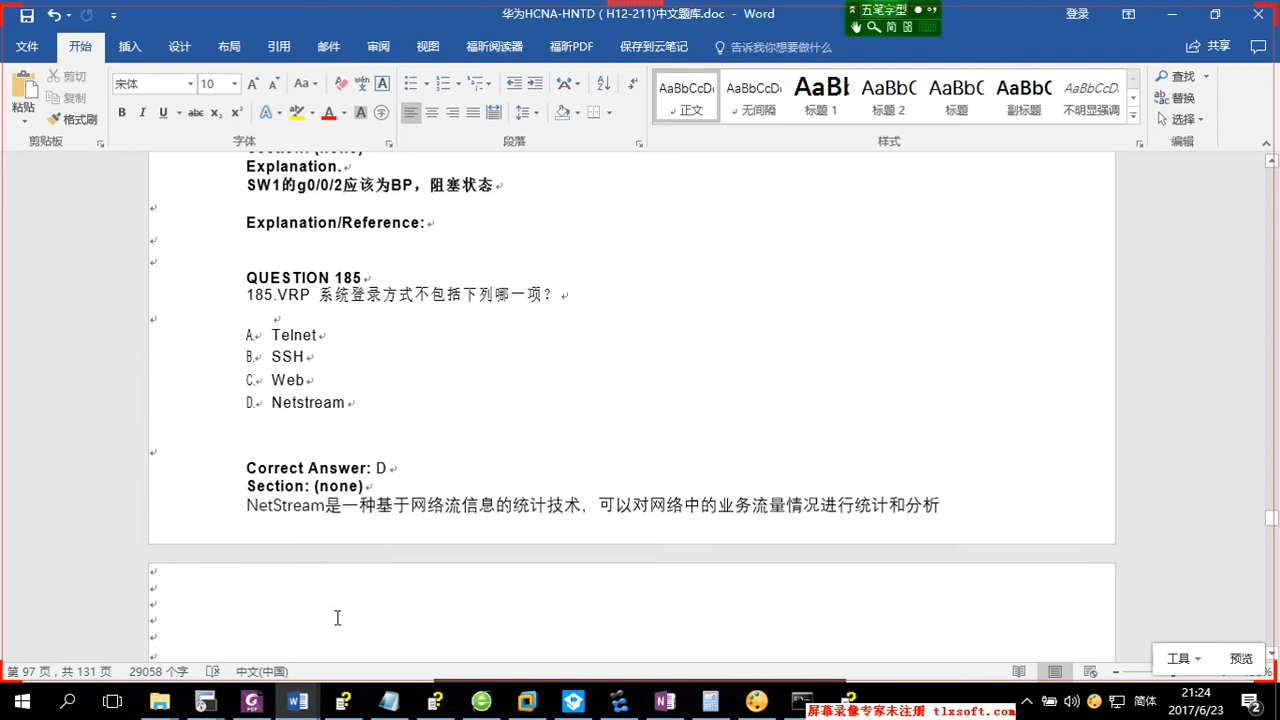 华为HCNA-HNTD（H12-211)中文题库.doc - Word
五笔字型
简
登录
文件 开始 插入 设计 布局 引用 邮件 审阅 视图 福昕阅读器 福昕PDF 保存到云笔记 告诉我你想要做什么 共享
粘贴 剪切 复制 格式刷
宋体 10
剪贴板 字体 段落 样式 编辑
AaBbCcDc AaBbCcDc AaBl AaBbC AaBbC AaBbC AaBbCcDc
正文 无间隔 标题 1 标题 2 标题 副标题 不明显强调
查找
替换
选择
Explanation.
SW1的g0/0/2应该为BP，阻塞状态
Explanation/Reference:
QUESTION 185
185.VRP 系统登录方式不包括下列哪一项？
A. Telnet
B. SSH
C. Web
D. Netstream
Correct Answer: D
Section: (none)
NetStream是一种基于网络流信息的统计技术，可以对网络中的业务流量情况进行统计和分析
第 97 页，共 131 页 29058 个字 中文(中国)
工具 预览
简体
21:24
2017/6/23
屏幕录像专家未注册 tlxsoft.com